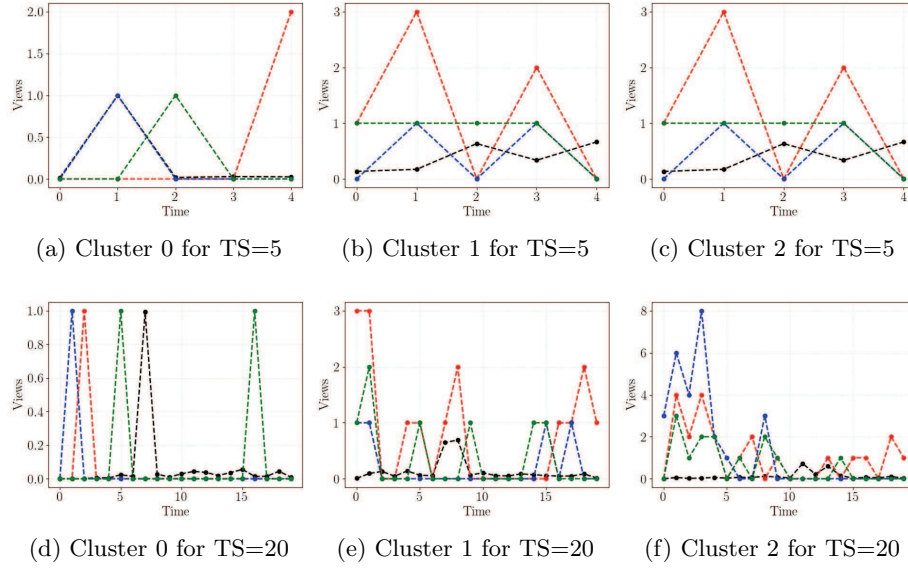 2.0
1.5
1.0
0.5
0.0
Views
0 1 2 3 4
Time
3
2
1
0
Views
0 1 2 3 4
Time
3
2
1
0
Views
0 1 2 3 4
Time
(a) Cluster 0 for TS=5
(b) Cluster 1 for TS=5
(c) Cluster 2 for TS=5
1.0
0.8
0.6
0.4
0.2
0.0
Views
0 5 10 15
Time
3
2
1
0
Views
0 5 10 15
Time
8
6
4
2
0
Views
0 5 10 15
Time
(d) Cluster 0 for TS=20
(e) Cluster 1 for TS=20
(f) Cluster 2 for TS=20